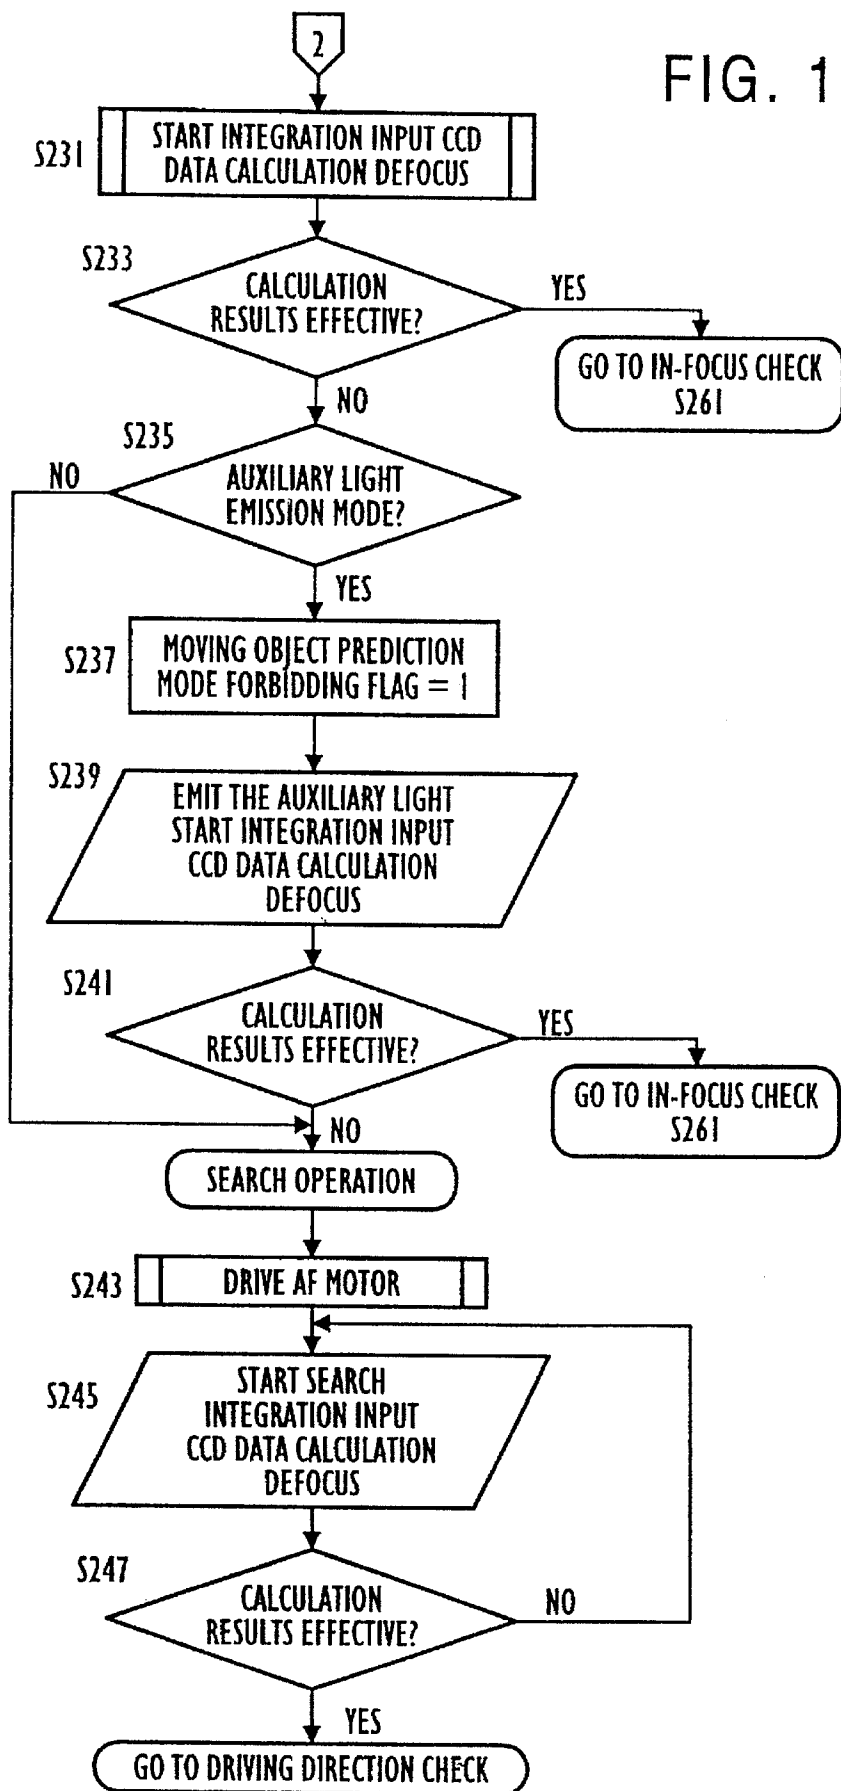 2
FIG. 1
S231
START INTEGRATION INPUT CCD
DATA CALCULATION DEFOCUS
S233
CALCULATION
RESULTS EFFECTIVE?
YES
GO TO IN-FOCUS CHECK
S261
NO
S235
NO
AUXILIARY LIGHT
EMISSION MODE?
YES
S237
MOVING OBJECT PREDICTION
MODE FORBIDDING FLAG = 1
S239
EMIT THE AUXILIARY LIGHT
START INTEGRATION INPUT
CCD DATA CALCULATION
DEFOCUS
S241
CALCULATION
RESULTS EFFECTIVE?
YES
GO TO IN-FOCUS CHECK
S261
NO
SEARCH OPERATION
S243
DRIVE AF MOTOR
S245
START SEARCH
INTEGRATION INPUT
CCD DATA CALCULATION
DEFOCUS
S247
CALCULATION
RESULTS EFFECTIVE?
NO
YES
GO TO DRIVING DIRECTION CHECK